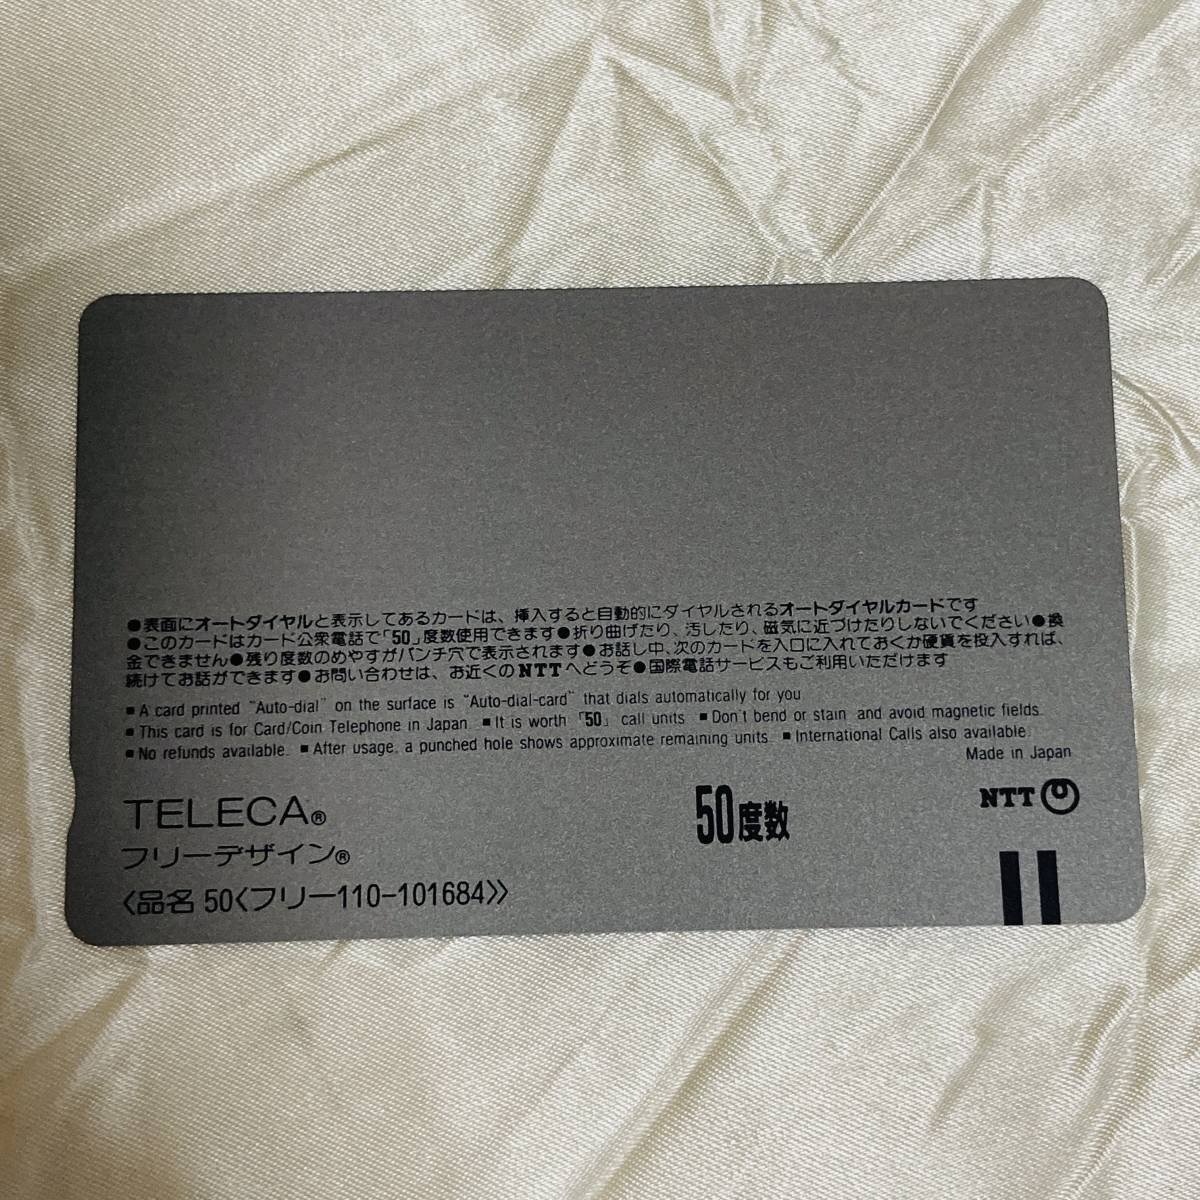 ●表面にオートダイヤルと表示してあるカードは、挿入すると自動的にダイヤルされるオートダイヤルカードです
●このカードはカード公衆電話で「50」度数使用できます●折り曲げたり、汚したり、磁気に近づけたりしないでください●換
金できません●残り度数のめやすがパンチ穴で表示されます●お話し中、次のカードを入口に入れておくか硬貨を投入すれば、
続けてお話ができます●お問い合わせは、お近くのNTTへどうぞ●国際電話サービスもご利用いただけます
■A card printed "Auto-dial" on the surface is "Auto-dial-card" that dials automatically for you
■This card is for Card/Coin Telephone in Japan ■It is worth「50」call units ■Don't bend or stain and avoid magnetic fields.
■No refunds available. ■After usage, a punched hole shows approximate remaining units ■International Calls also available.
Made in Japan
TELECA®
フリーデザイン®
〈品名 50〈フリー110-101684〉〉
50度数
NTT